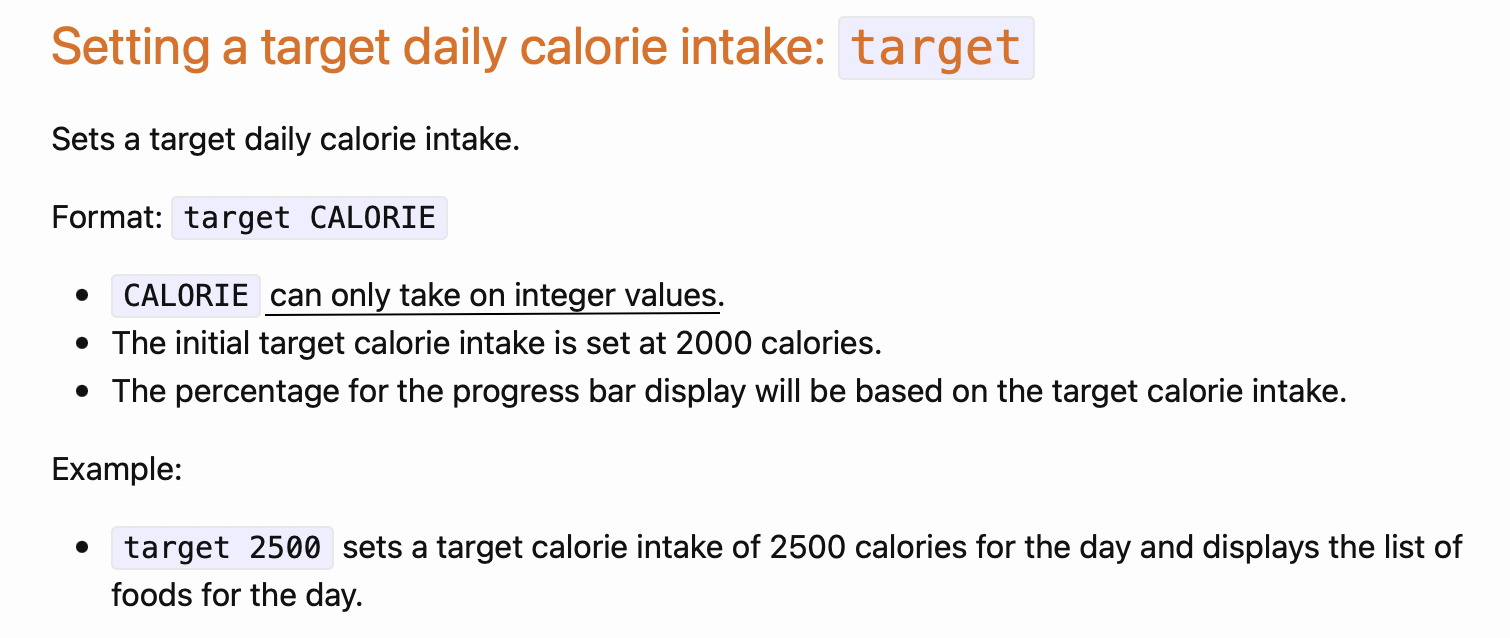 Setting a target daily calorie intake: target
Sets a target daily calorie intake.
Format: target CALORIE
• CALORIE can only take on integer values.
• The initial target calorie intake is set at 2000 calories.
• The percentage for the progress bar display will be based on the target calorie intake.
Example:
• target 2500 sets a target calorie intake of 2500 calories for the day and displays the list of
foods for the day.